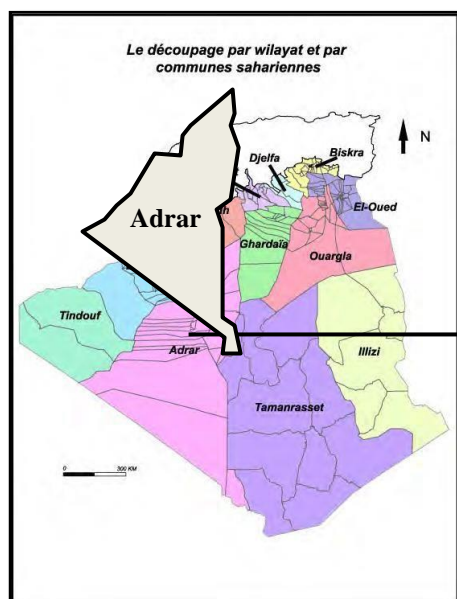 Le découpage par wilayat et par
communes sahariennes
N
Biskra
Djelfa
Adrar
El-Oued
Ghardaïa
Ouargla
Tindouf
Adrar
Illizi
Tamanrasset
0 300 KM